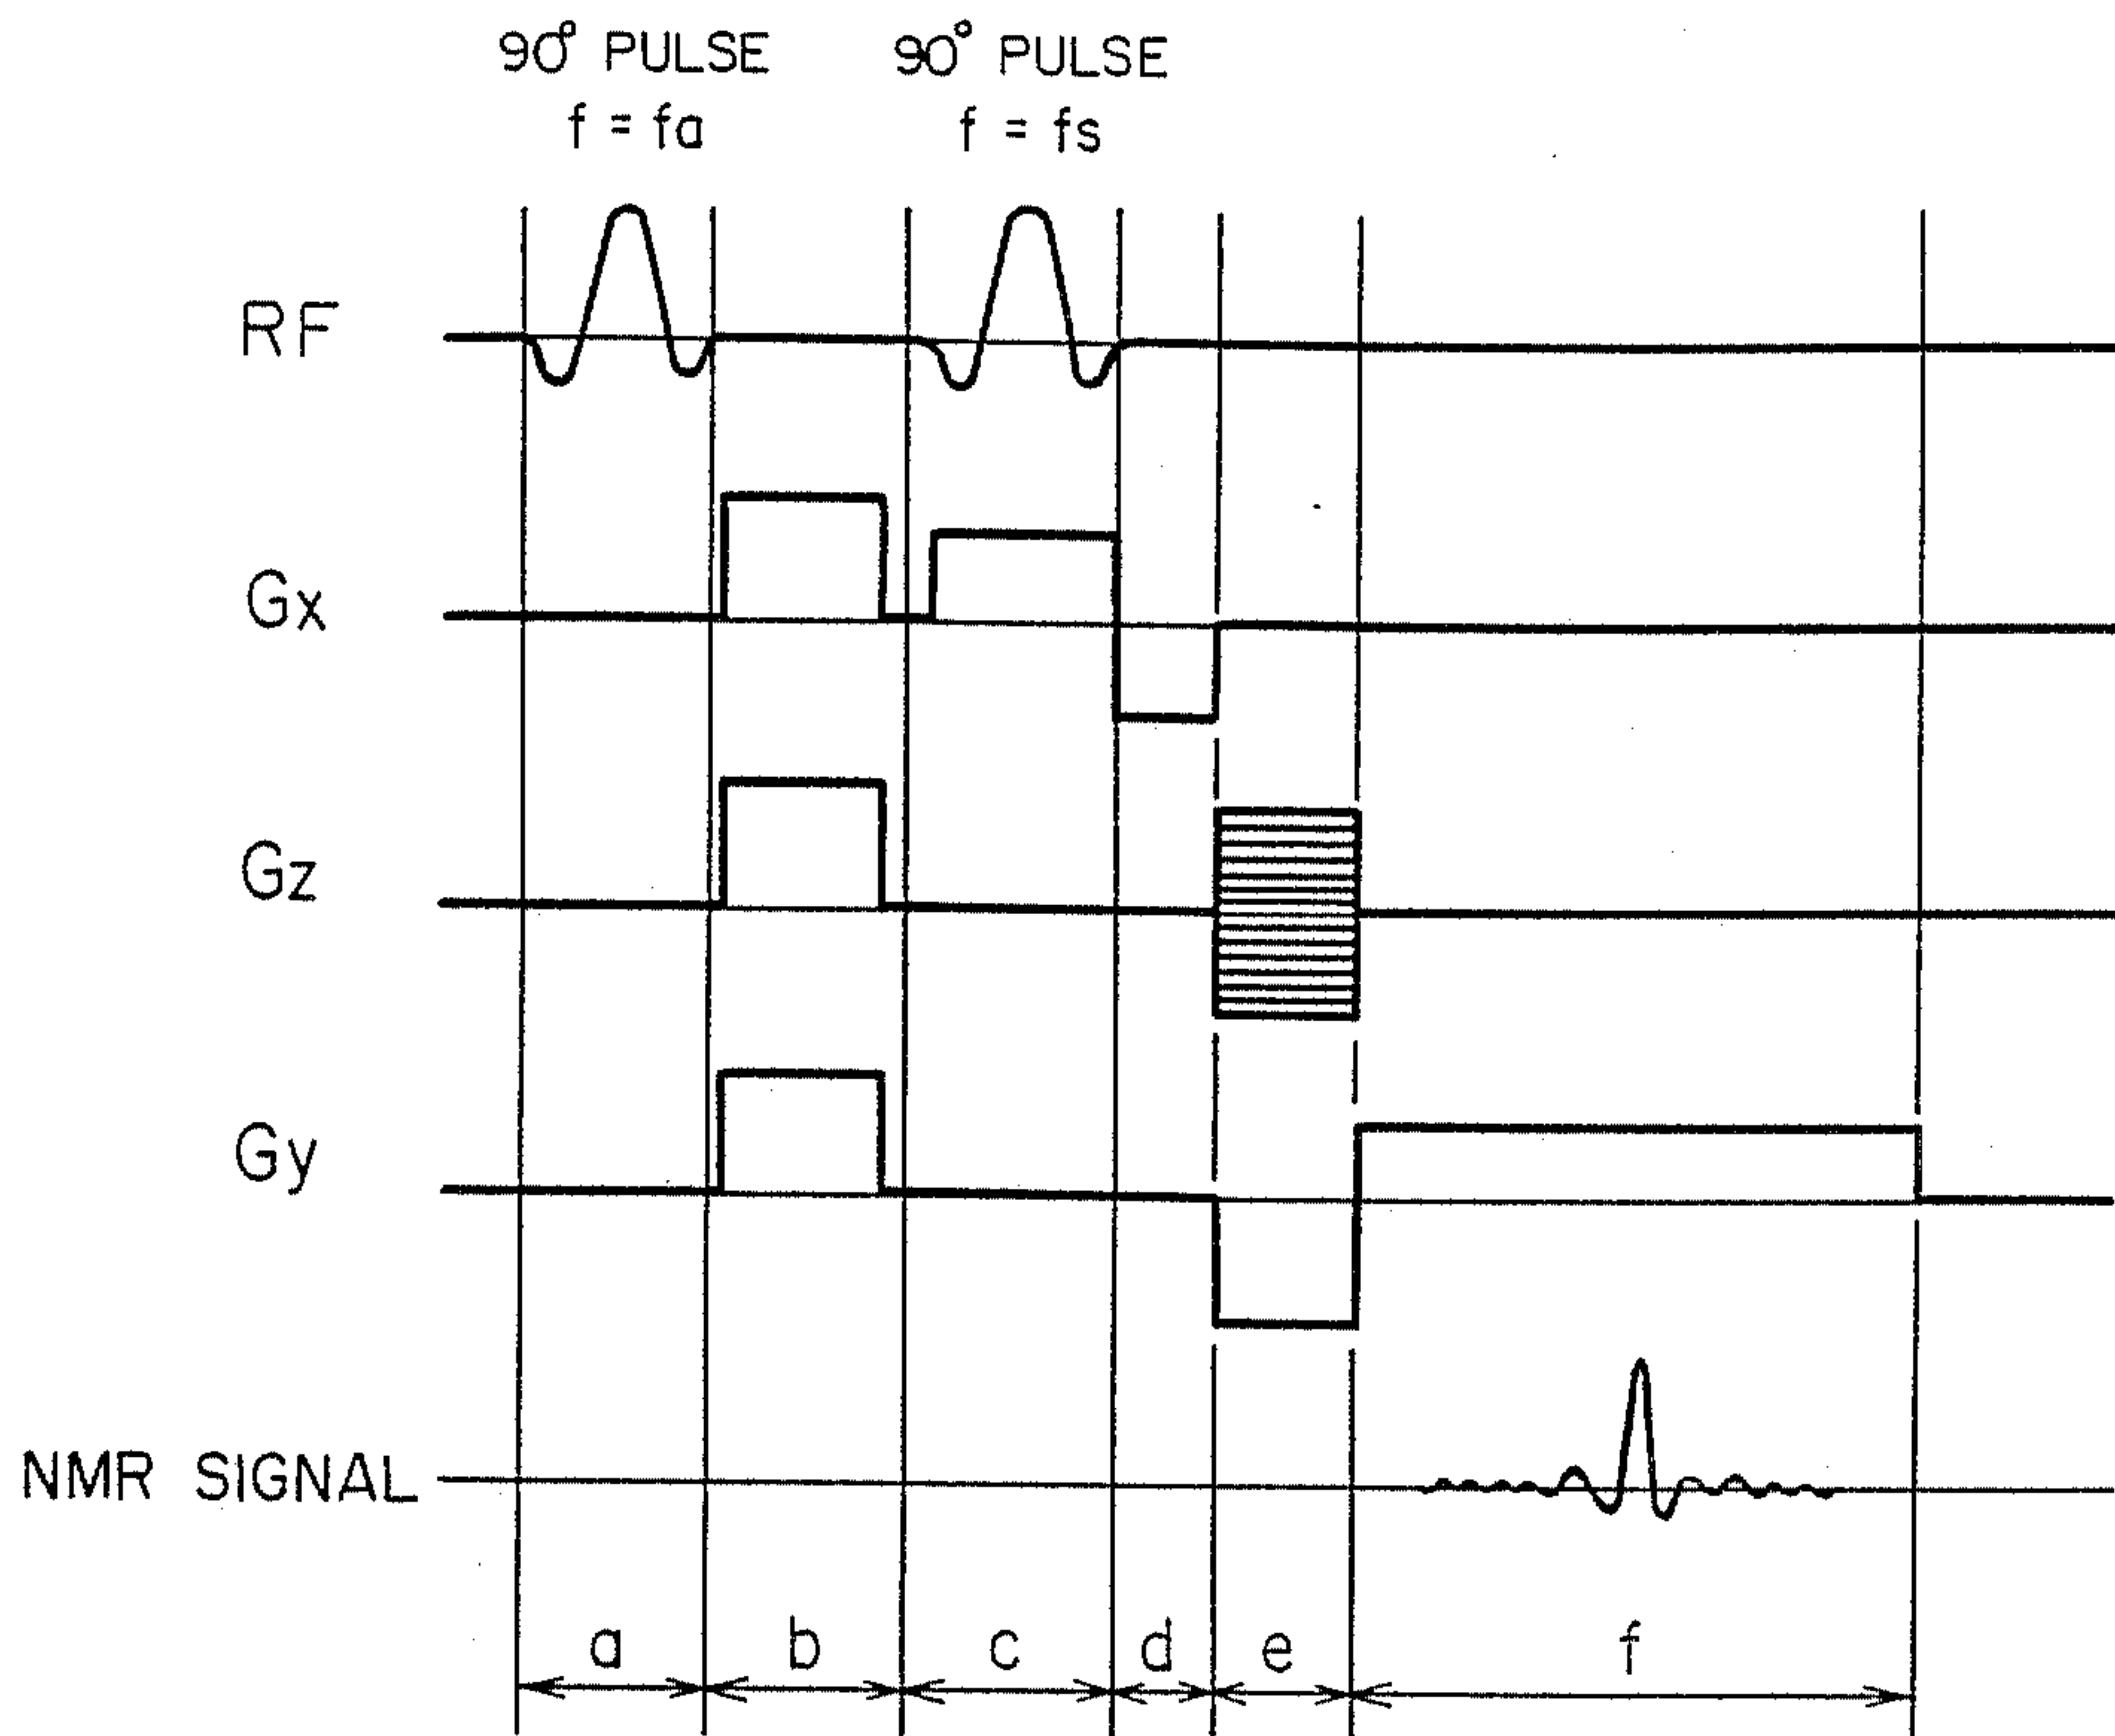 90° PULSE 90° PULSE
f = fa f = fs
RF
Gx
Gz
Gy
NMR SIGNAL
a b c d e f